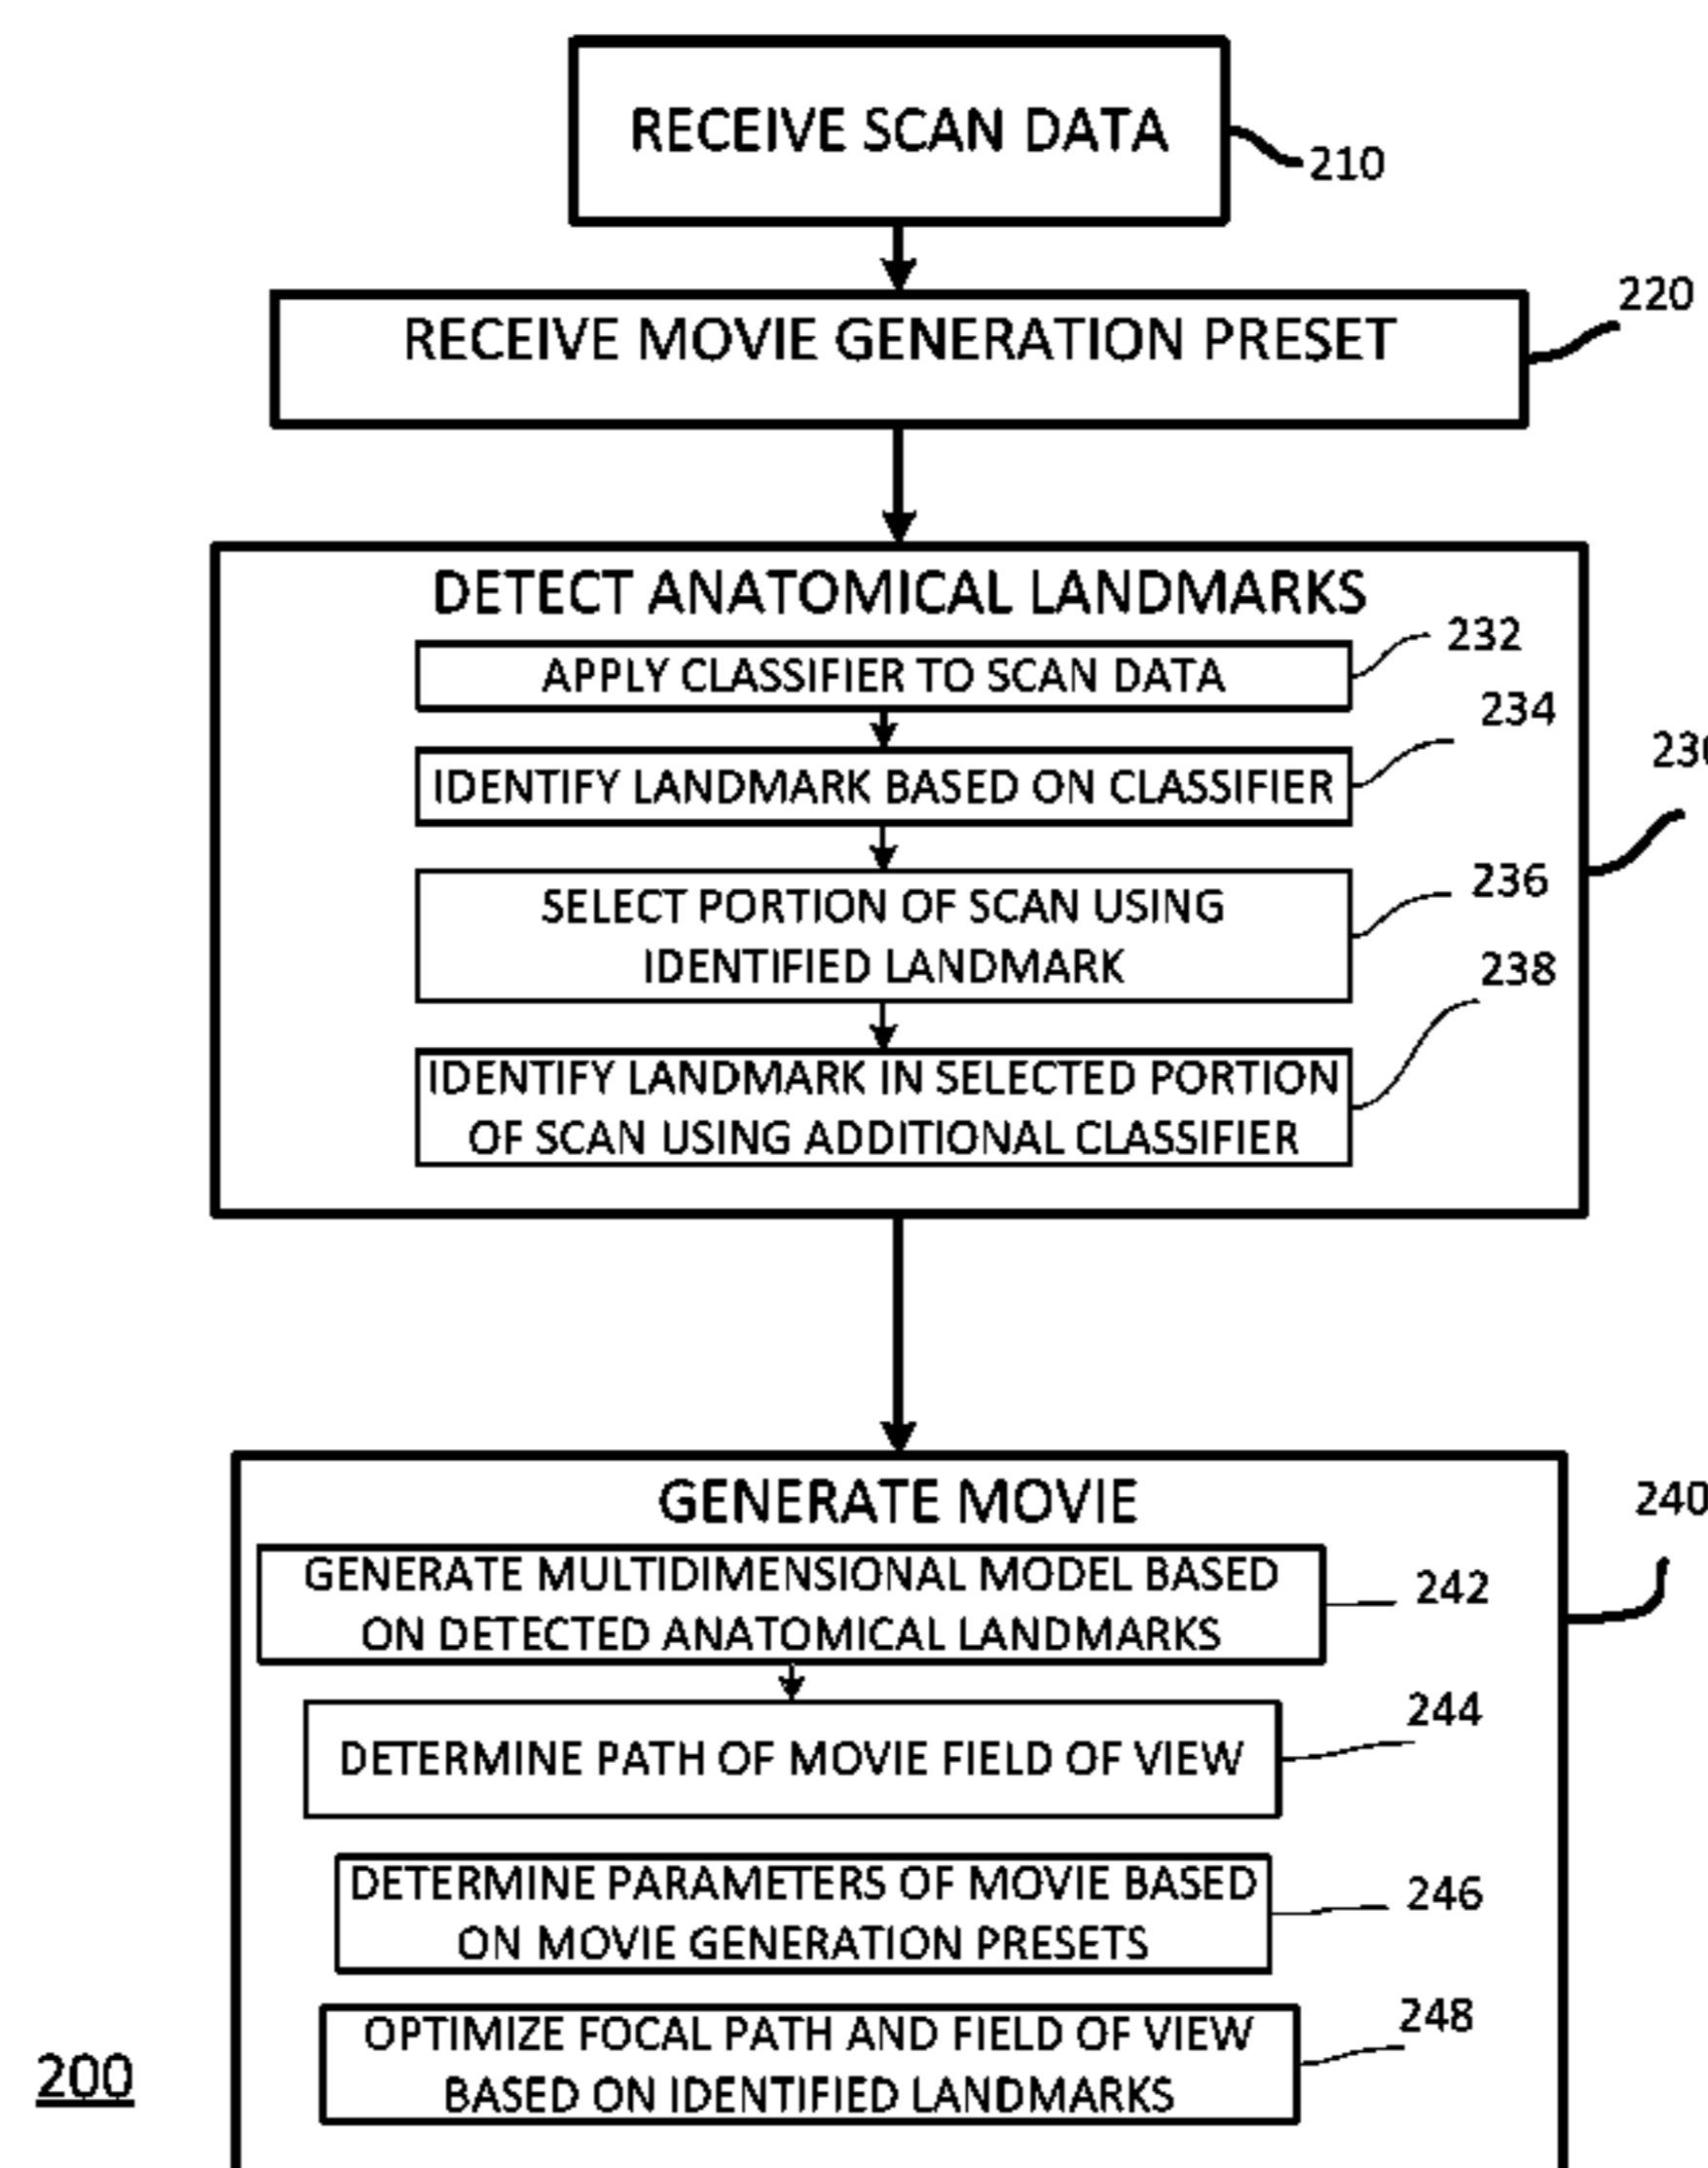 RECEIVE SCAN DATA
210
RECEIVE MOVIE GENERATION PRESET
220
DETECT ANATOMICAL LANDMARKS
APPLY CLASSIFIER TO SCAN DATA
232
IDENTIFY LANDMARK BASED ON CLASSIFIER
234
230
SELECT PORTION OF SCAN USING
IDENTIFIED LANDMARK
236
IDENTIFY LANDMARK IN SELECTED PORTION
OF SCAN USING ADDITIONAL CLASSIFIER
238
GENERATE MOVIE
240
GENERATE MULTIDIMENSIONAL MODEL BASED
ON DETECTED ANATOMICAL LANDMARKS
242
DETERMINE PATH OF MOVIE FIELD OF VIEW
244
DETERMINE PARAMETERS OF MOVIE BASED
ON MOVIE GENERATION PRESETS
246
OPTIMIZE FOCAL PATH AND FIELD OF VIEW
BASED ON IDENTIFIED LANDMARKS
248
200